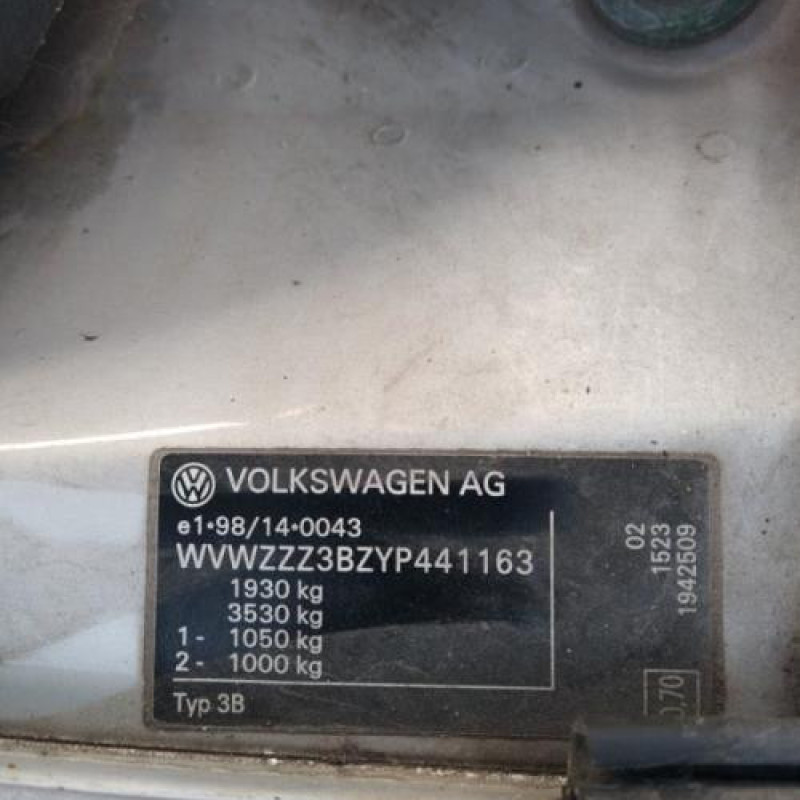 VOLKSWAGEN AG
e1•98/14•0043
WVWZZZ3BZYP441163
1930 kg
3530 kg
1 - 1050 kg
2 - 1000 kg
Typ 3B
02
1523
1942509
,70